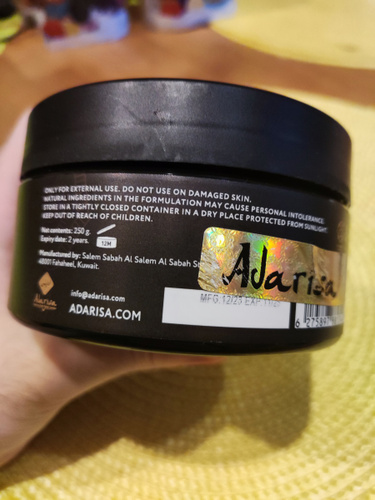 ONLY FOR EXTERNAL USE. DO NOT USE ON DAMAGED SKIN.
NATURAL INGREDIENTS IN THE FORMULATION MAY CAUSE PERSONAL INTOLERANCE.
STORE IN A TIGHTLY CLOSED CONTAINER IN A DRY PLACE PROTECTED FROM SUNLIGHT.
KEEP OUT OF REACH OF CHILDREN.
Net contents: 250 g.
Expiry date: 2 years.
12M
Manufactured by: Salem Sabah Al Salem Al Sabah
48001 Fahaheel, Kuwait.
Adarisa
info@adarisa.com
ADARISA.COM
MFG. 12/23 EXP